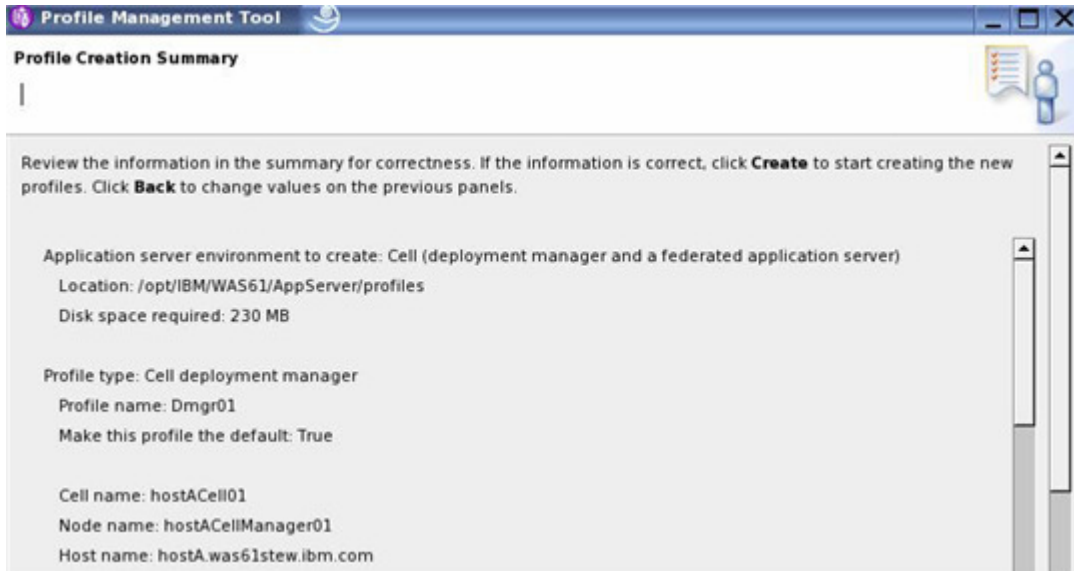 Profile Management Tool
Profile Creation Summary
Review the information in the summary for correctness. If the information is correct, click Create to start creating the new
profiles. Click Back to change values on the previous panels.
Application server environment to create: Cell (deployment manager and a federated application server)
Location: /opt/IBM/WAS61/AppServer/profiles
Disk space required: 230 MB
Profile type: Cell deployment manager
Profile name: Dmgr01
Make this profile the default: True
Cell name: hostACell01
Node name: hostACellManager01
Host name: hostA.was61stew.ibm.com